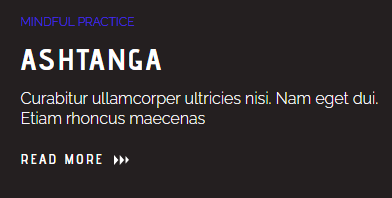 MINDFUL PRACTICE
ASHTANGA
Curabitur ullamcorper ultricies nisi. Nam eget dui.
Etiam rhoncus maecenas
READ MORE